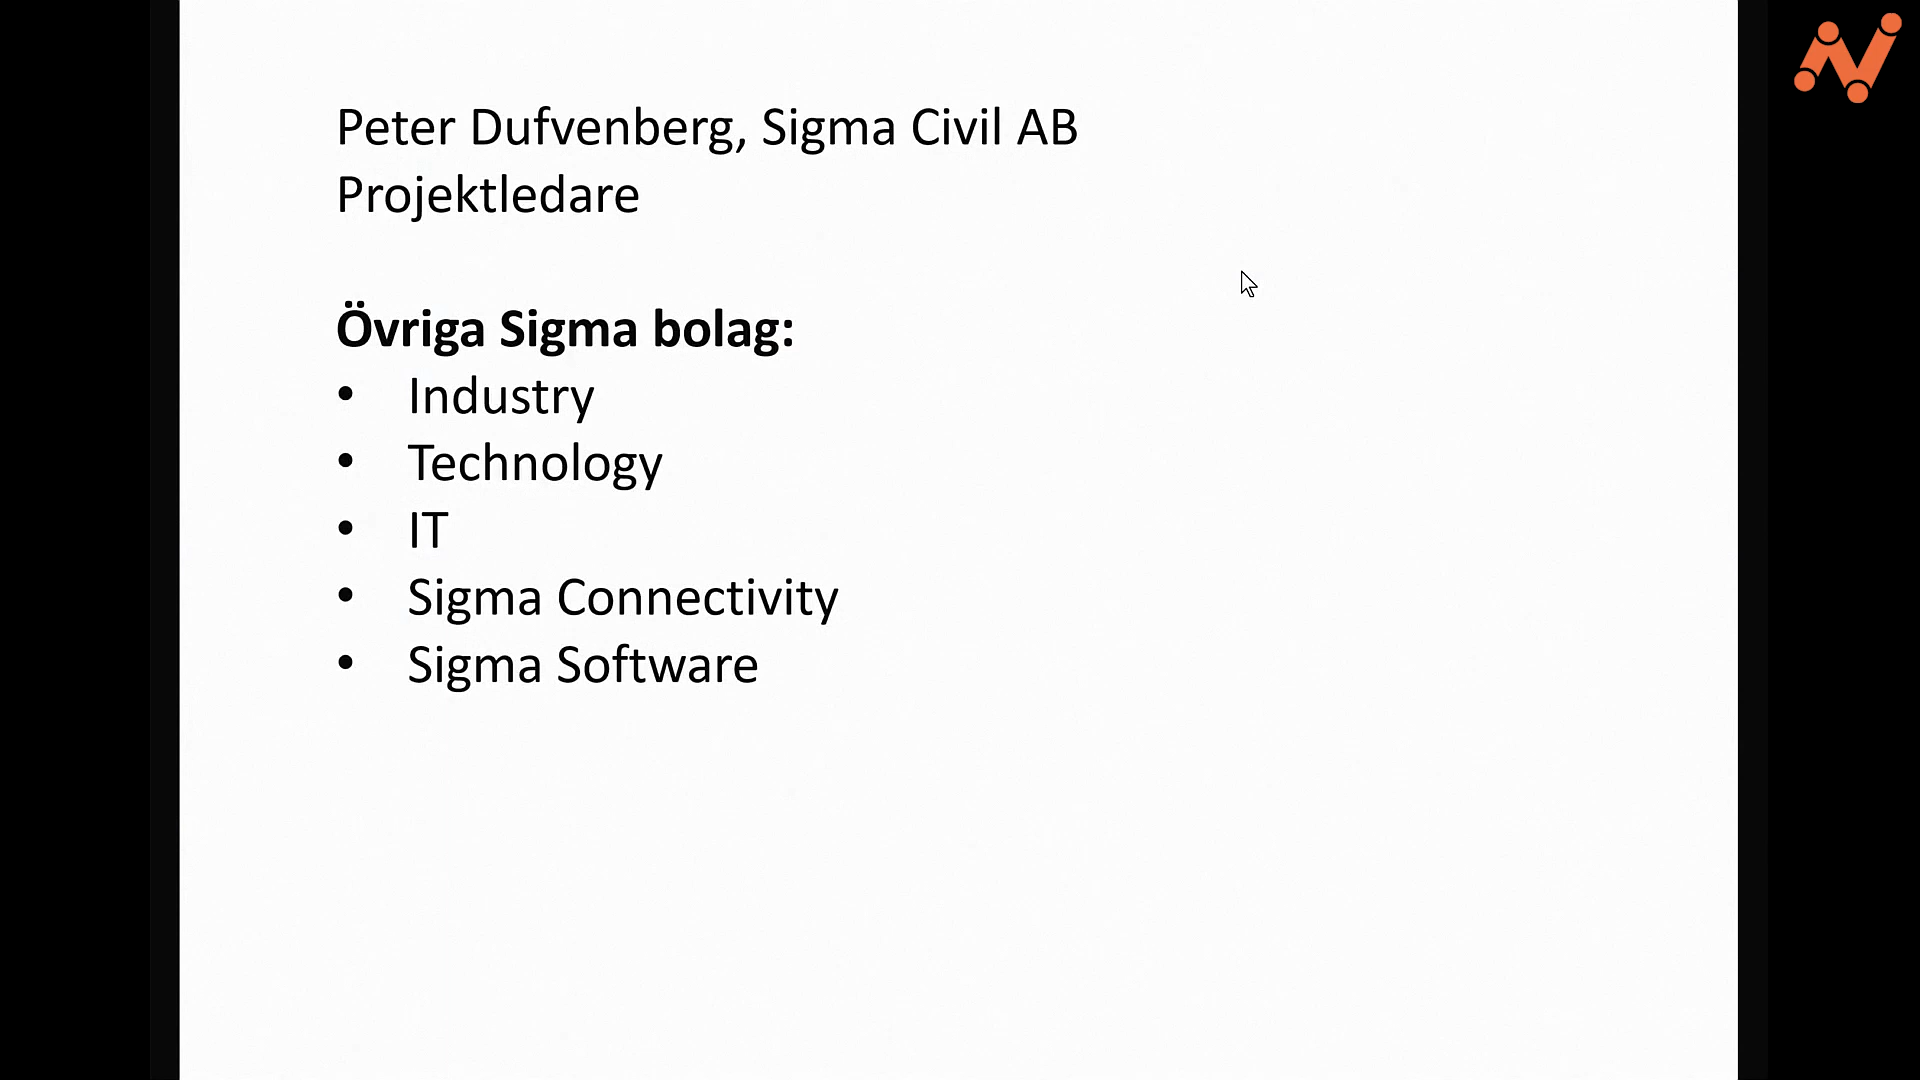 Peter Dufvenberg, Sigma Civil AB
Projektledare
Övriga Sigma bolag:
• Industry
• Technology
• IT
• Sigma Connectivity
• Sigma Software